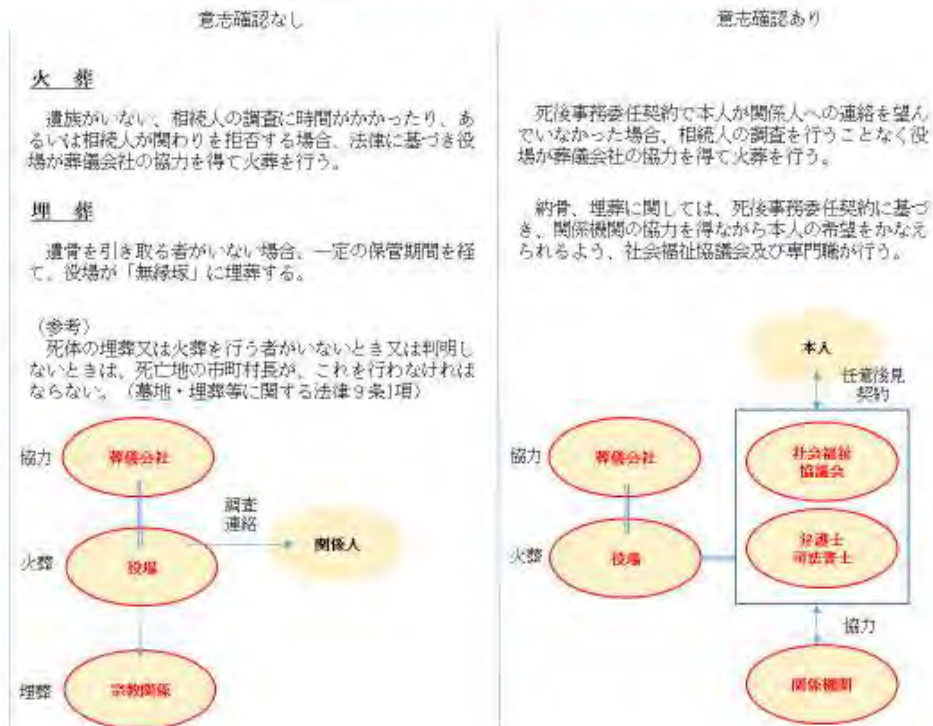 意志確認なし
火　葬
　遺族がいない、相続人の調査に時間がかかったり、あ
るいは相続人が関わりを拒否する場合、法律に基づき役
場が葬儀会社の協力を得て火葬を行う。
埋　葬
　遺骨を引き取る者がいない場合、一定の保管期間を経
て、役場が「無縁塚」に埋葬する。
（参考）
　死体の埋葬又は火葬を行う者がいないとき又は判明し
ないときは、死亡地の市町村長が、これを行わなければ
ならない。（墓地・埋葬等に関する法律９条1項）
協力
葬儀会社
調査
連絡
関係人
火葬
役場
埋葬
宗教関係
意志確認あり
　死後事務委任契約で本人が関係人への連絡を望ん
でいなかった場合、相続人の調査を行うことなく役
場が葬儀会社の協力を得て火葬を行う。
　納骨、埋葬に関しては、死後事務委任契約に基づ
き、関係機関の協力を得ながら本人の希望をかなえ
られるよう、社会福祉協議会及び専門職が行う。
本人
任意後見
契約
協力
葬儀会社
社会福祉
協議会
火葬
役場
弁護士
司法書士
協力
関係機関